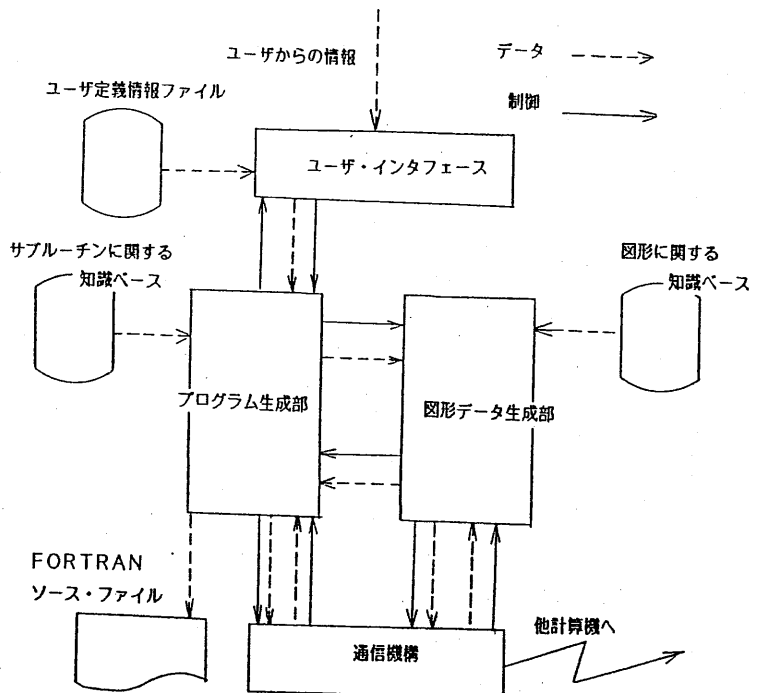 ユーザからの情報
データ
ユーザ定義情報ファイル
制御
ユーザ・インタフェース
サブルーチンに関する
知識ベース
図形に関する
知識ベース
プログラム生成部
図形データ生成部
FORTRAN
ソース・ファイル
他計算機へ
通信機構